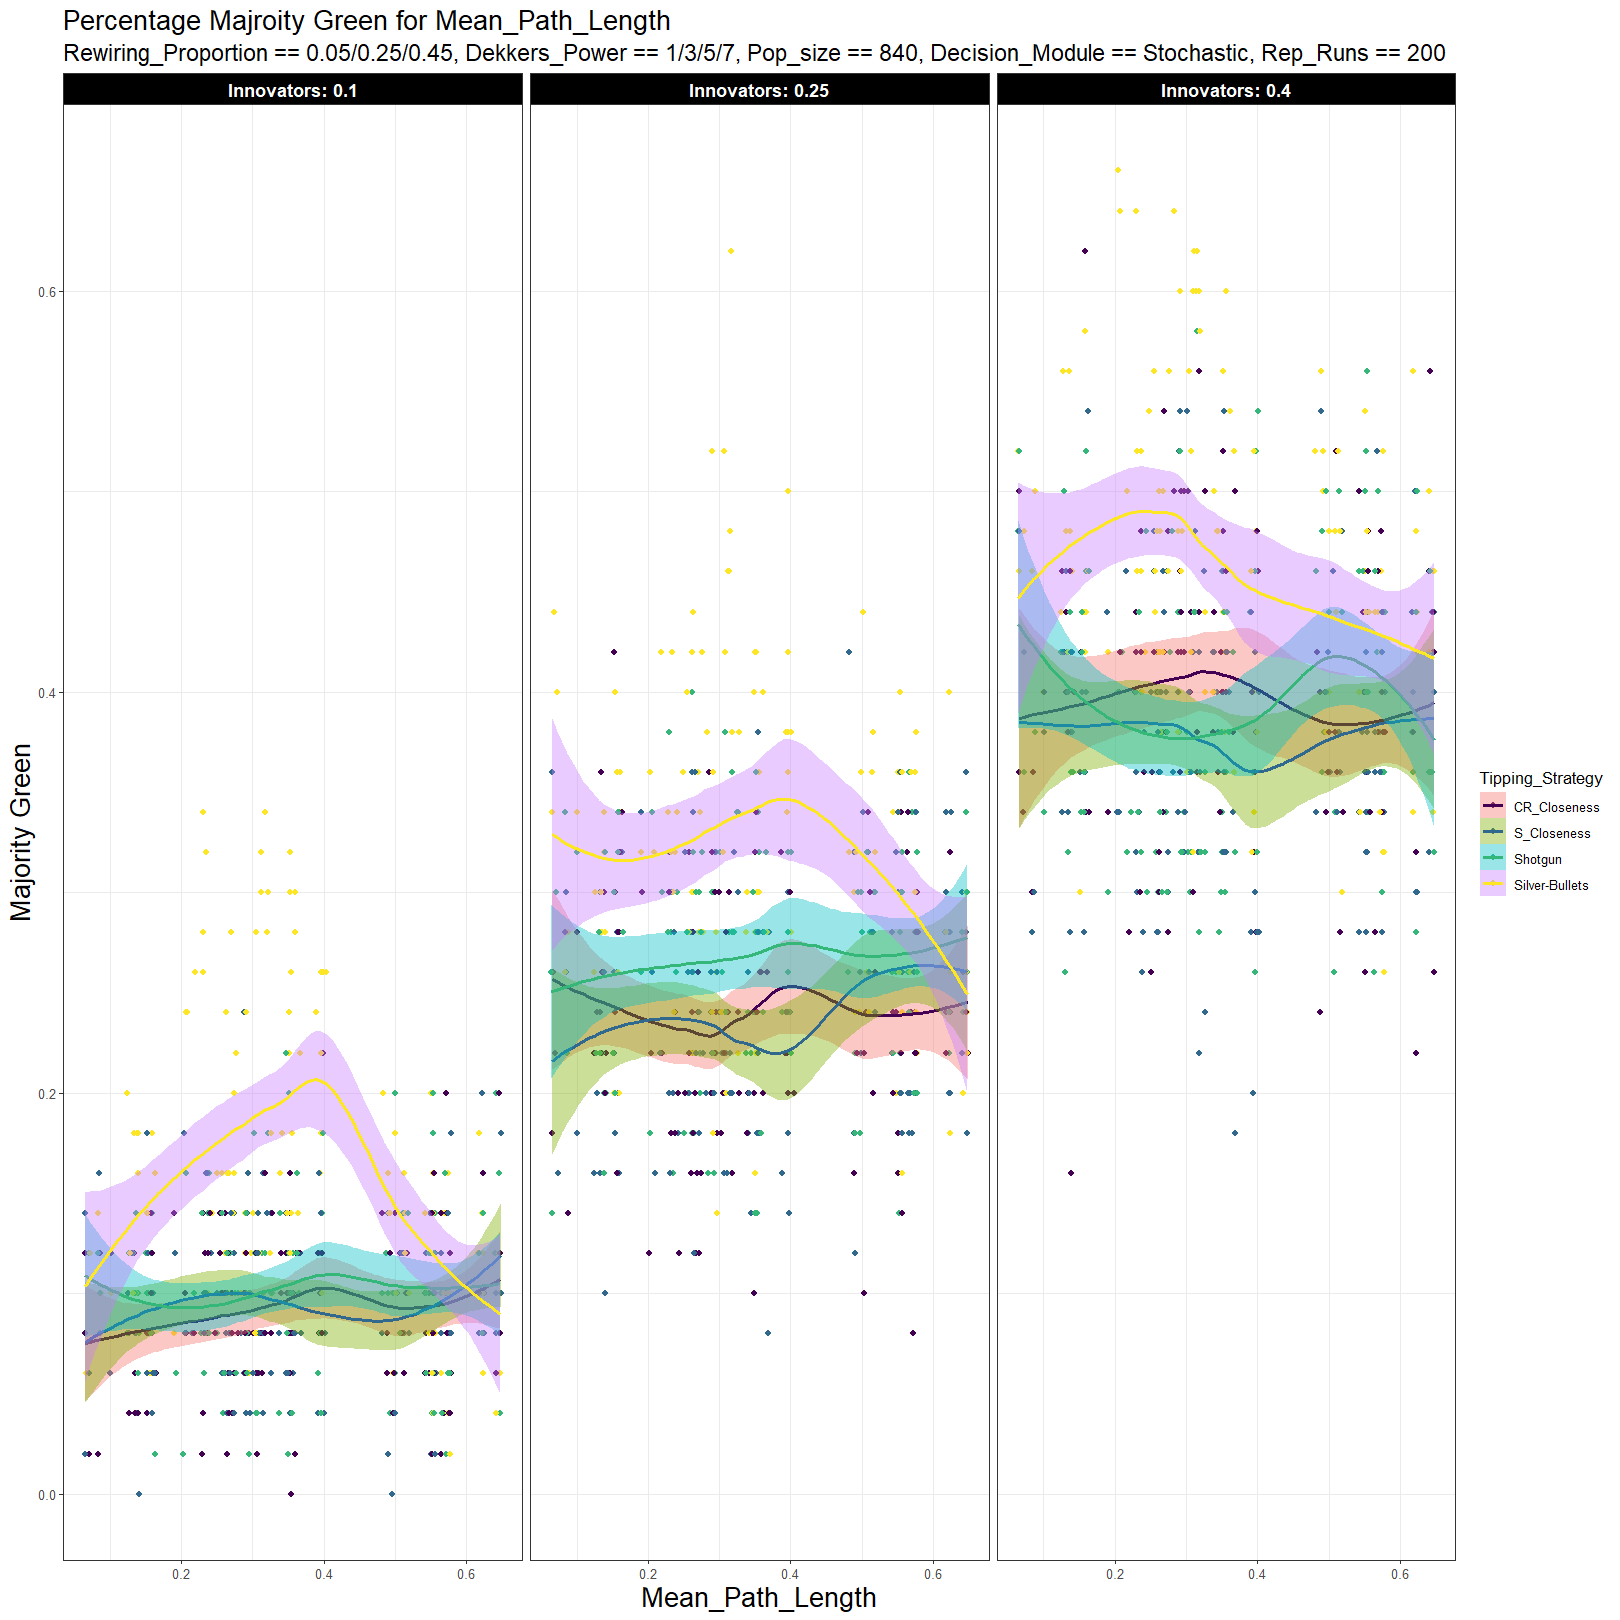 Percentage Majroity Green for Mean_Path_Length
Rewiring_Proportion == 0.05/0.25/0.45, Dekkers_Power == 1/3/5/7, Pop_size == 840, Decision_Module == Stochastic, Rep_Runs == 200
Innovators: 0.1
Innovators: 0.25
Innovators: 0.4
Majority Green
0.6
0.4
0.2
0.0
Tipping_Strategy
CR_Closeness
S_Closeness
Shotgun
Silver-Bullets
0.2
0.4
0.6
0.2
0.4
0.6
0.2
0.4
0.6
Mean_Path_Length